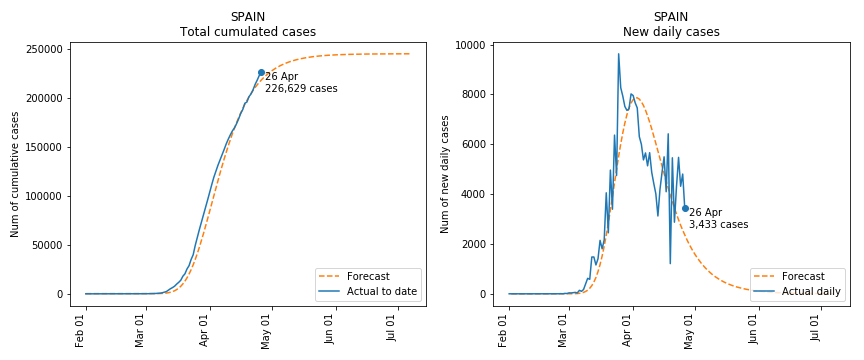 SPAIN
Total cumulated cases
Num of cumulative cases
250000
200000
150000
100000
50000
0
26 Apr
226,629 cases
Forecast
Actual to date
Feb 01
Mar 01
Apr 01
May 01
Jun 01
Jul 01
SPAIN
New daily cases
Num of new daily cases
10000
8000
6000
4000
2000
0
26 Apr
3,433 cases
Forecast
Actual daily
Feb 01
Mar 01
Apr 01
May 01
Jun 01
Jul 01